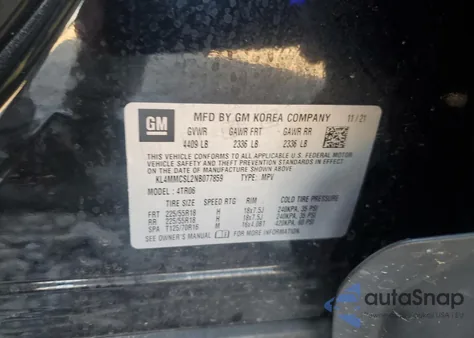 GM
MFD BY GM KOREA COMPANY 11/21
GVWR GAWR FRT GAWR RR
4409 LB 2336 LB 2336 LB
THIS VEHICLE CONFORMS TO ALL APPLICABLE U.S. FEDERAL MOTOR
VEHICLE SAFETY, BUMPER, AND THEFT PREVENTION STANDARDS IN EFFECT
ON THE DATE OF MANUFACTURE SHOWN ABOVE.
KL4MMCSL2NB077859 TYPE: MPV
MODEL: 4TR06
TIRE SIZE SPEED RTG RIM COLD TIRE PRESSURE
FRT 225/55R18 H 18x7.5J 240KPA, 35 PSI
RR 225/55R18 H 18x7.5J 240KPA, 35 PSI
SPA T125/70R16 M 16x4.0BT 420KPA, 60 PSI
SEE OWNER'S MANUAL FOR ADDITIONAL INFORMATION.
autoSnap